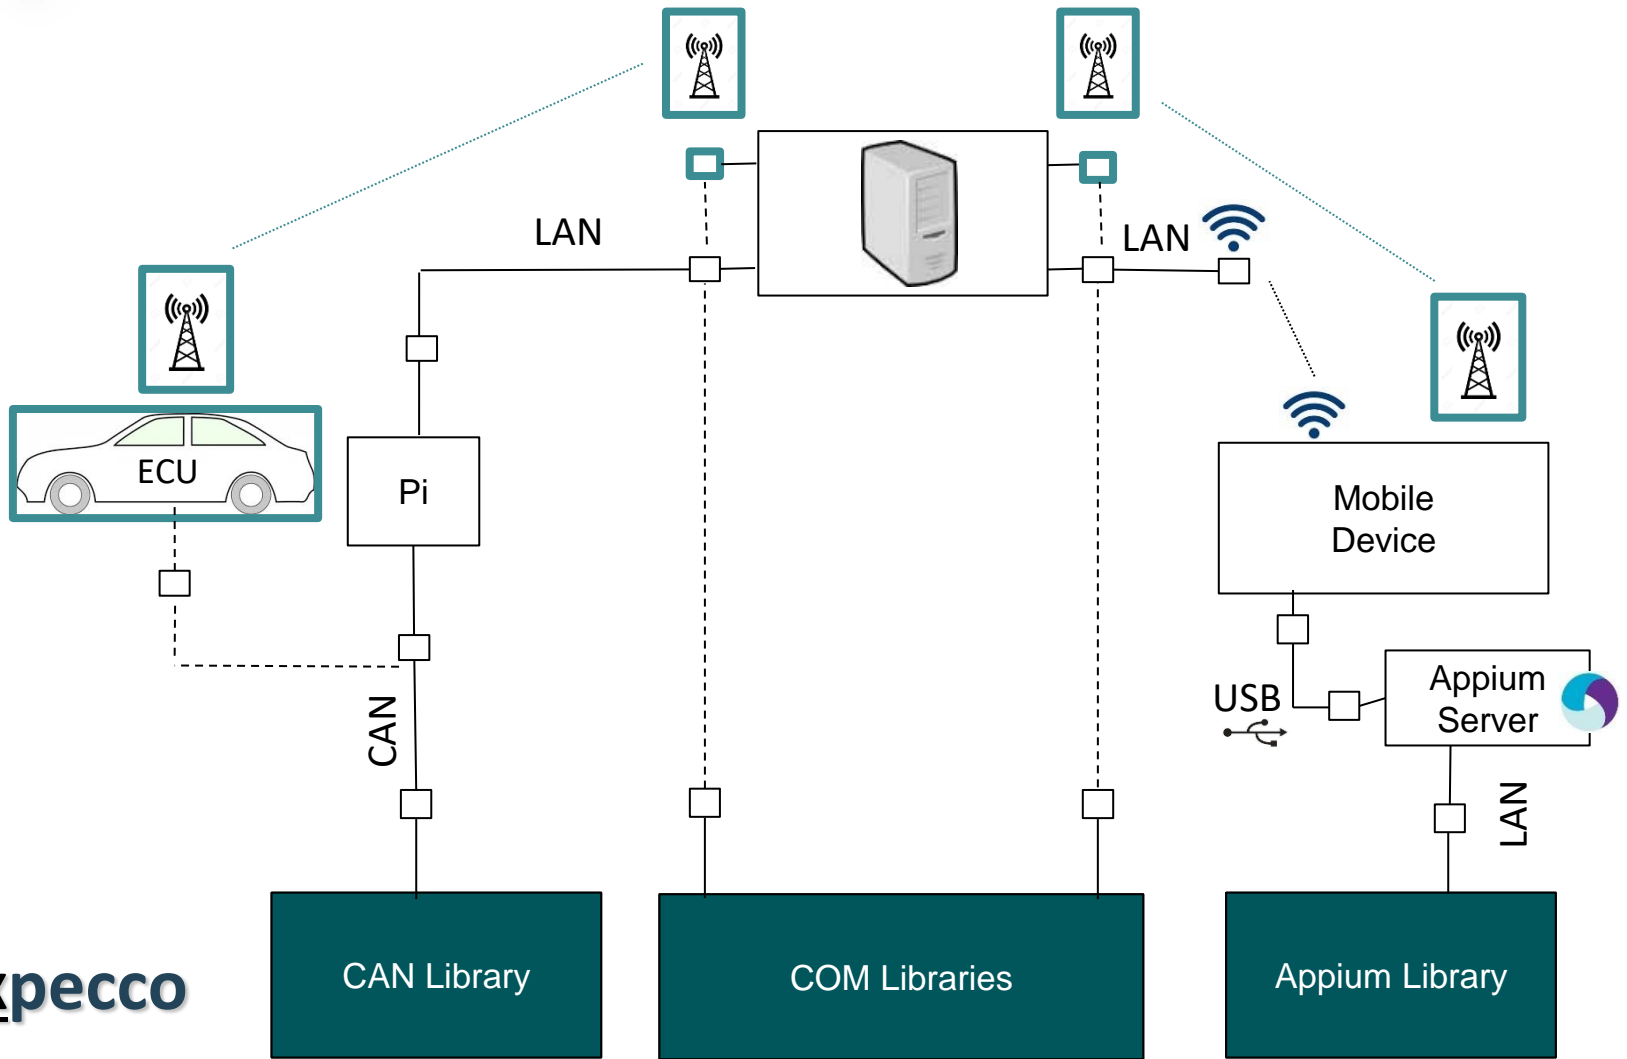 LAN
LAN
ECU
Pi
Mobile
Device
CAN
USB
Appium
Server
LAN
CAN Library
COM Libraries
Appium Library
xpecco